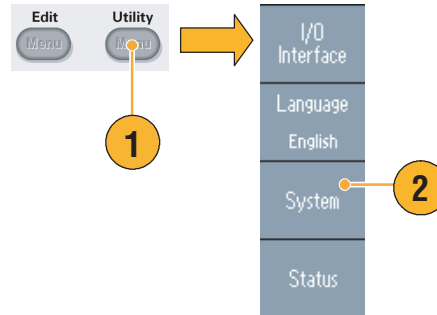 Edit
Utility
Menu
Menu
1
I/O
Interface
Language
English
System
2
Status